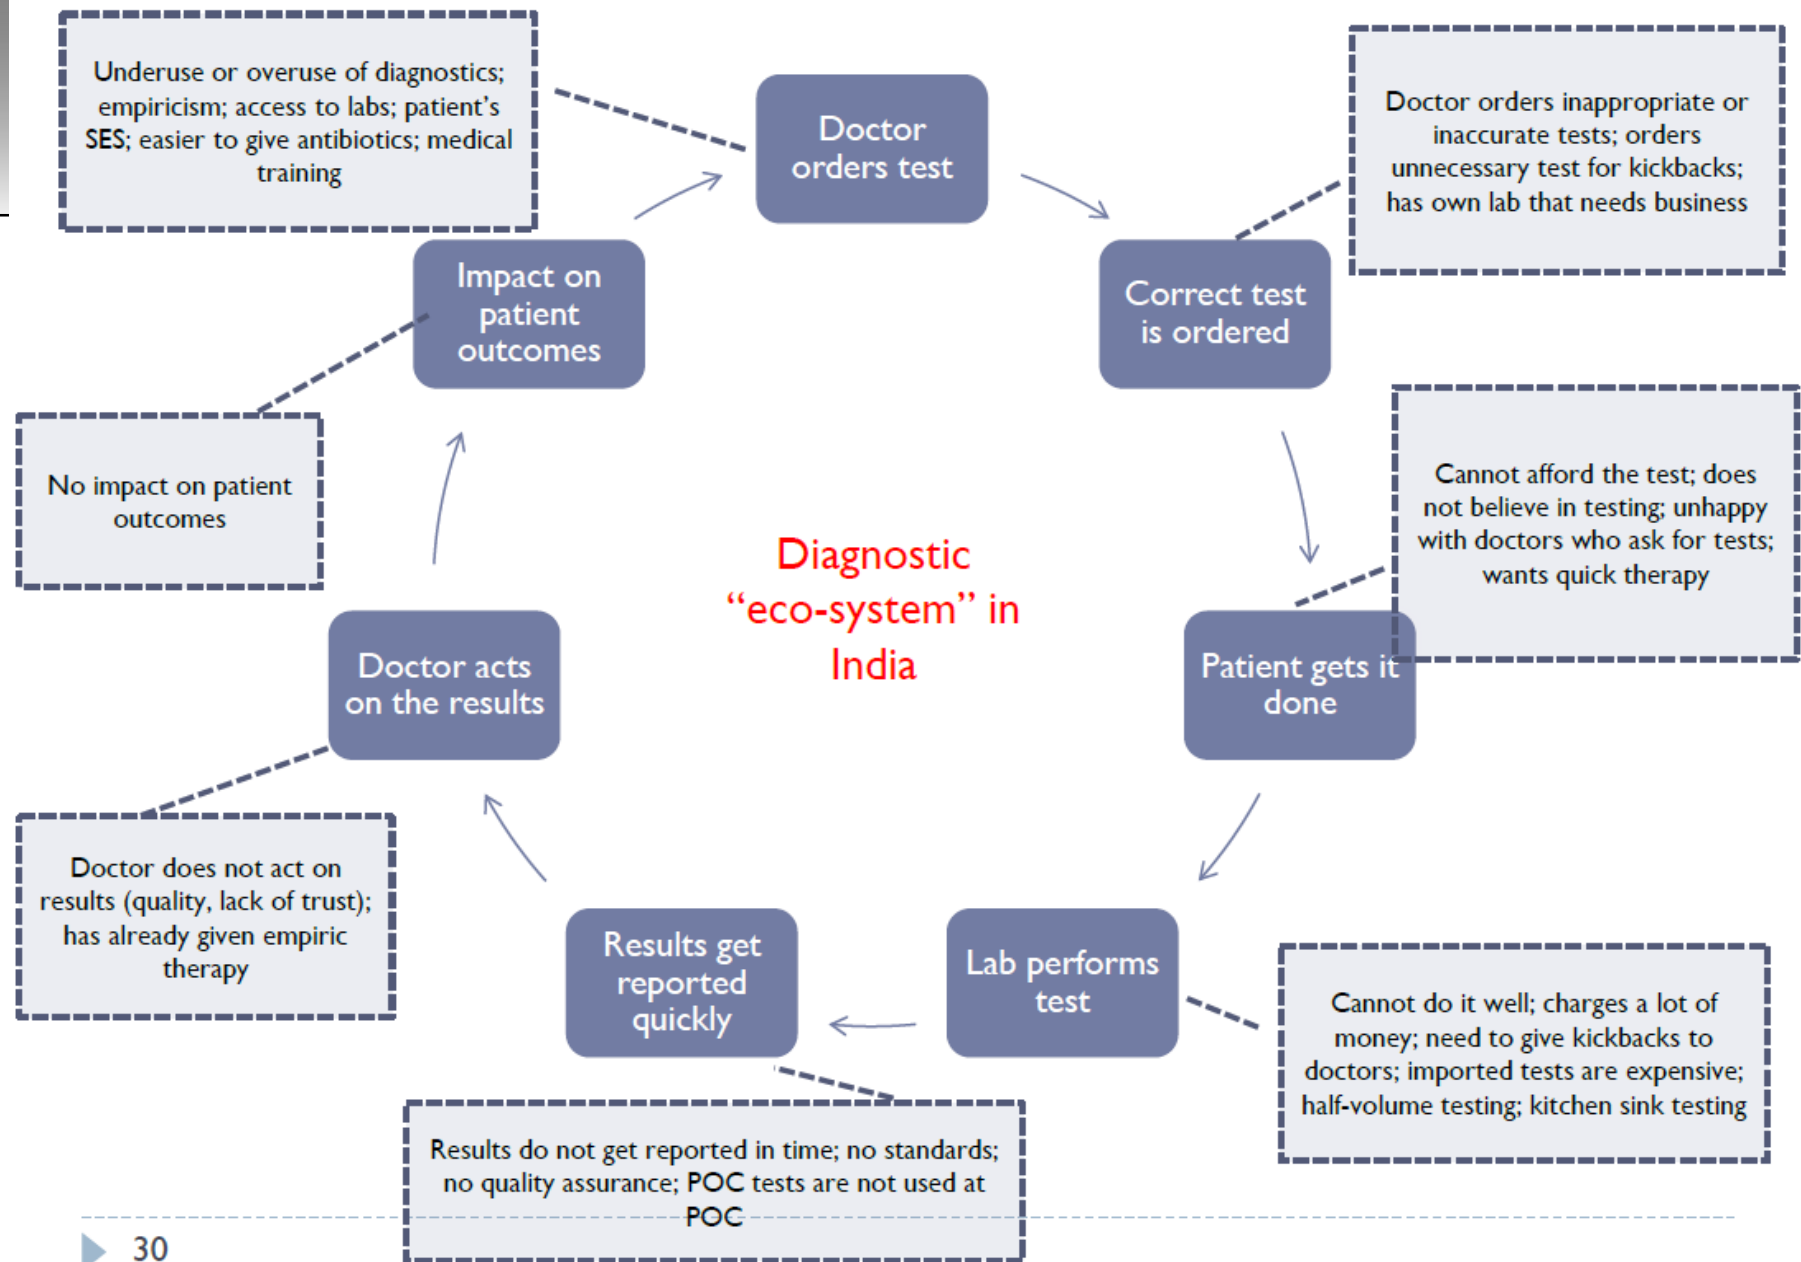 Underuse or overuse of diagnostics;
empiricism; access to labs; patient's
SES; easier to give antibiotics; medical
training
Doctor
orders test
Doctor orders inappropriate or
inaccurate tests; orders
unnecessary test for kickbacks;
has own lab that needs business
Impact on
patient
outcomes
Correct test
is ordered
No impact on patient
outcomes
Cannot afford the test; does
not believe in testing; unhappy
with doctors who ask for tests;
wants quick therapy
Diagnostic
“eco-system” in
India
Doctor acts
on the results
Patient gets it
done
Doctor does not act on
results (quality, lack of trust);
has already given empiric
therapy
Results get
reported
quickly
Lab performs
test
Cannot do it well; charges a lot of
money; need to give kickbacks to
doctors; imported tests are expensive;
half-volume testing; kitchen sink testing
Results do not get reported in time; no standards;
no quality assurance; POC tests are not used at
POC
30